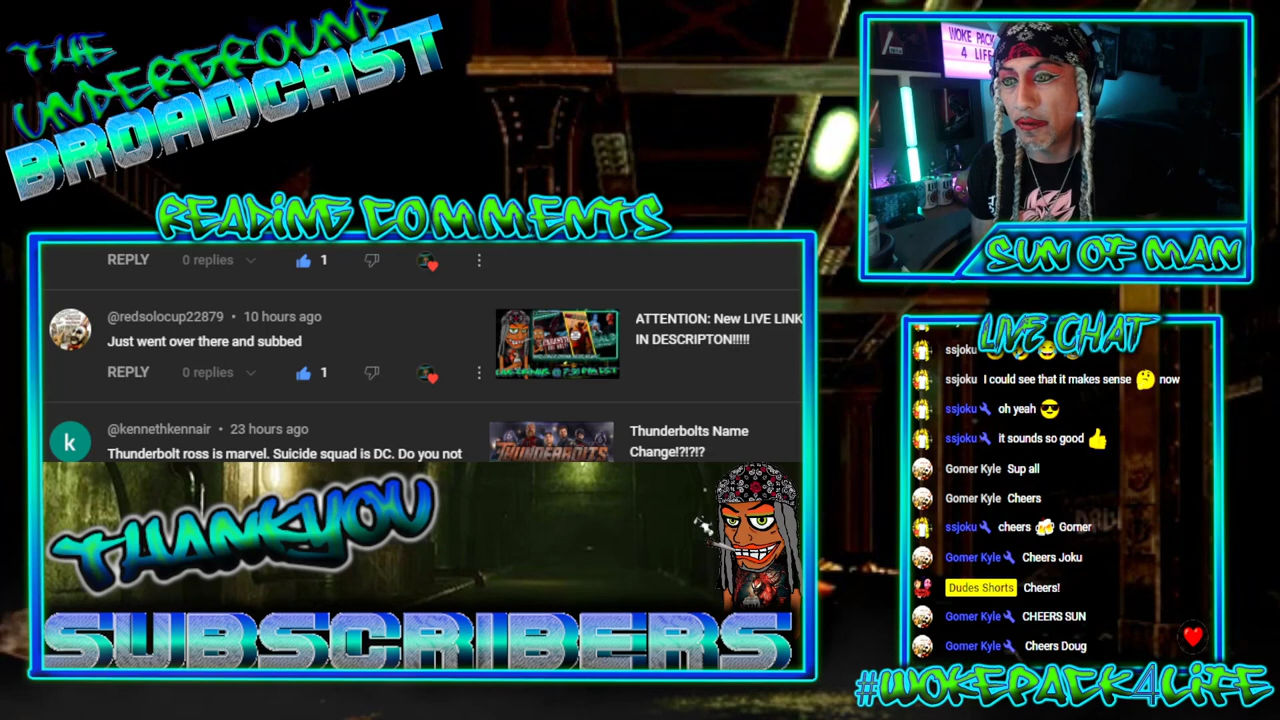 THE
UNDERGROUND
BROADCAST
READING COMMENTS
REPLY 0 replies 1
@redsolocup22879 • 10 hours ago
Just went over there and subbed
REPLY 0 replies 1
ATTENTION: New LIVE LINK
IN DESCRIPTON!!!!!
k
@kennethkennair • 23 hours ago
Thunderbolt ross is marvel. Suicide squad is DC. Do you not
THUNDERBOLTS
Thunderbolts Name
Change!?!?!?
THANKYOU
SUBSCRIBERS
WOKE PACK
4 LIFE
SUN OF MAN
LIVE CHAT
ssjoku
ssjoku I could see that it makes sense 🤔 now
ssjoku oh yeah 😎
ssjoku it sounds so good 👍
Gomer Kyle Sup all
Gomer Kyle Cheers
ssjoku cheers 🍻 Gomer
Gomer Kyle Cheers Joku
Dudes Shorts Cheers!
Gomer Kyle CHEERS SUN
Gomer Kyle Cheers Doug
#WOKEPACK4LIFE